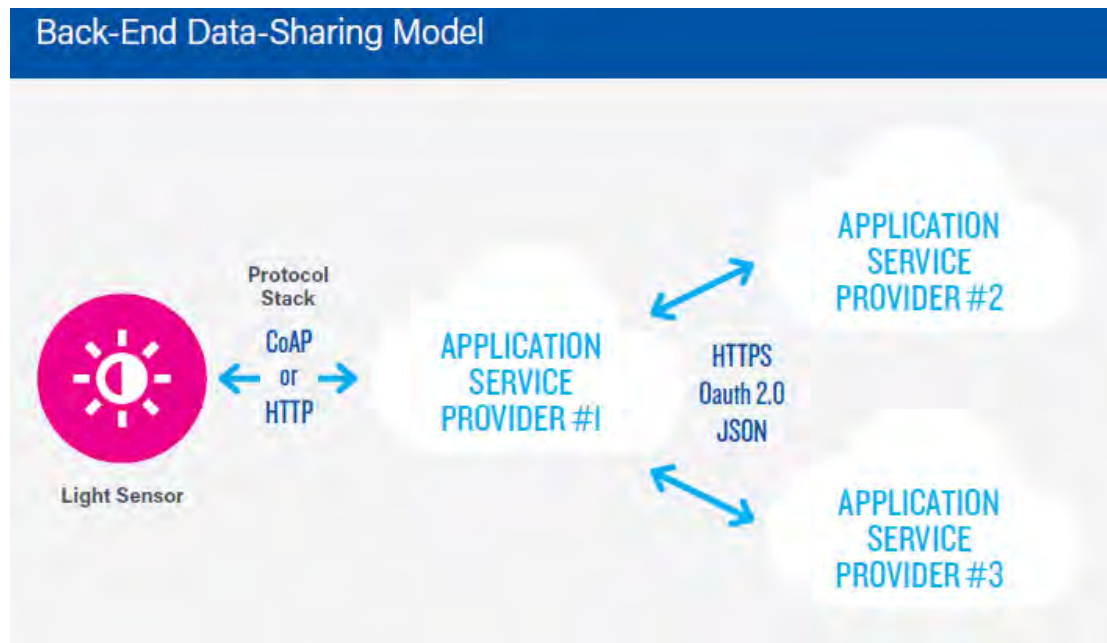 Back-End Data-Sharing Model
Protocol
Stack
CoAP
or
HTTP
Light Sensor
APPLICATION
SERVICE
PROVIDER #1
HTTPS
Oauth 2.0
JSON
APPLICATION
SERVICE
PROVIDER #2
APPLICATION
SERVICE
PROVIDER #3